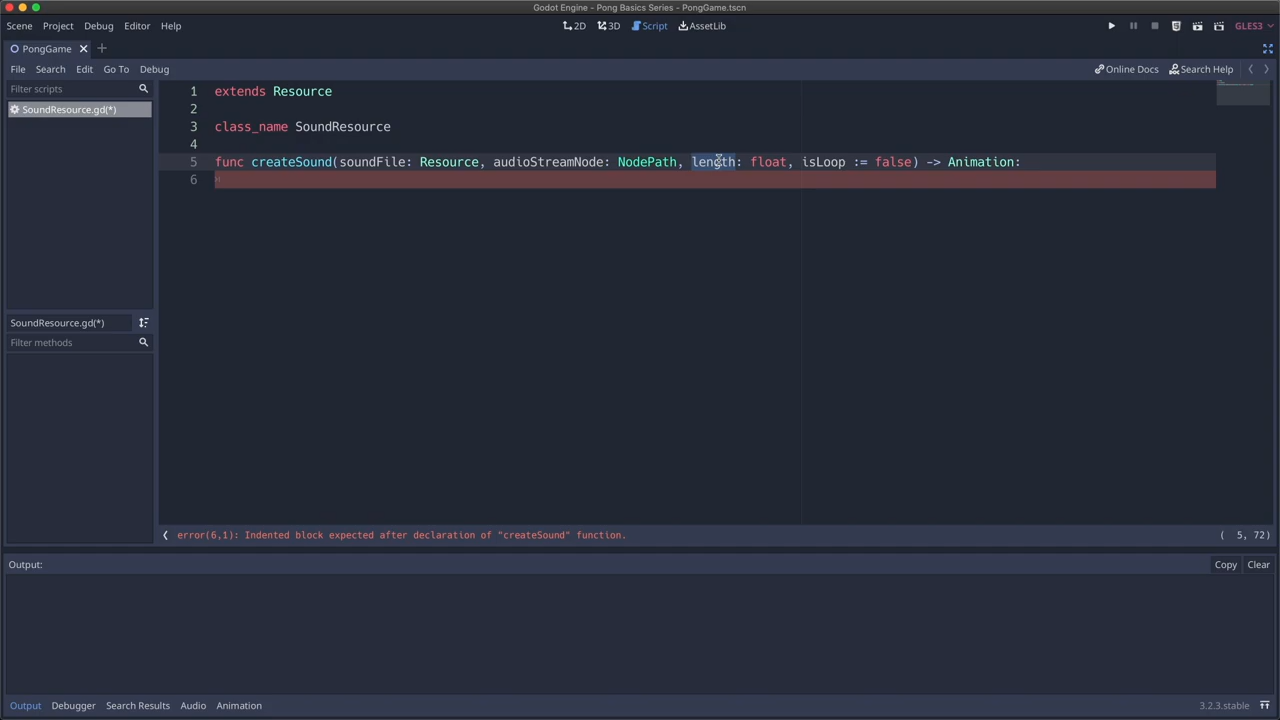 Godot Engine - Pong Basics Series - PongGame.tscn
Scene Project Debug Editor Help 2D 3D Script AssetLib GLES3
PongGame
File Search Edit Go To Debug Online Docs Search Help
Filter scripts
SoundResource.gd(*)
1 extends Resource
2
3 class_name SoundResource
4
5 func createSound(soundFile: Resource, audioStreamNode: NodePath, length: float, isLoop := false) -> Animation:
6
SoundResource.gd(*)
Filter methods
error(6,1): Indented block expected after declaration of "createSound" function. ( 5, 72)
Output: Copy Clear
Output Debugger Search Results Audio Animation 3.2.3.stable